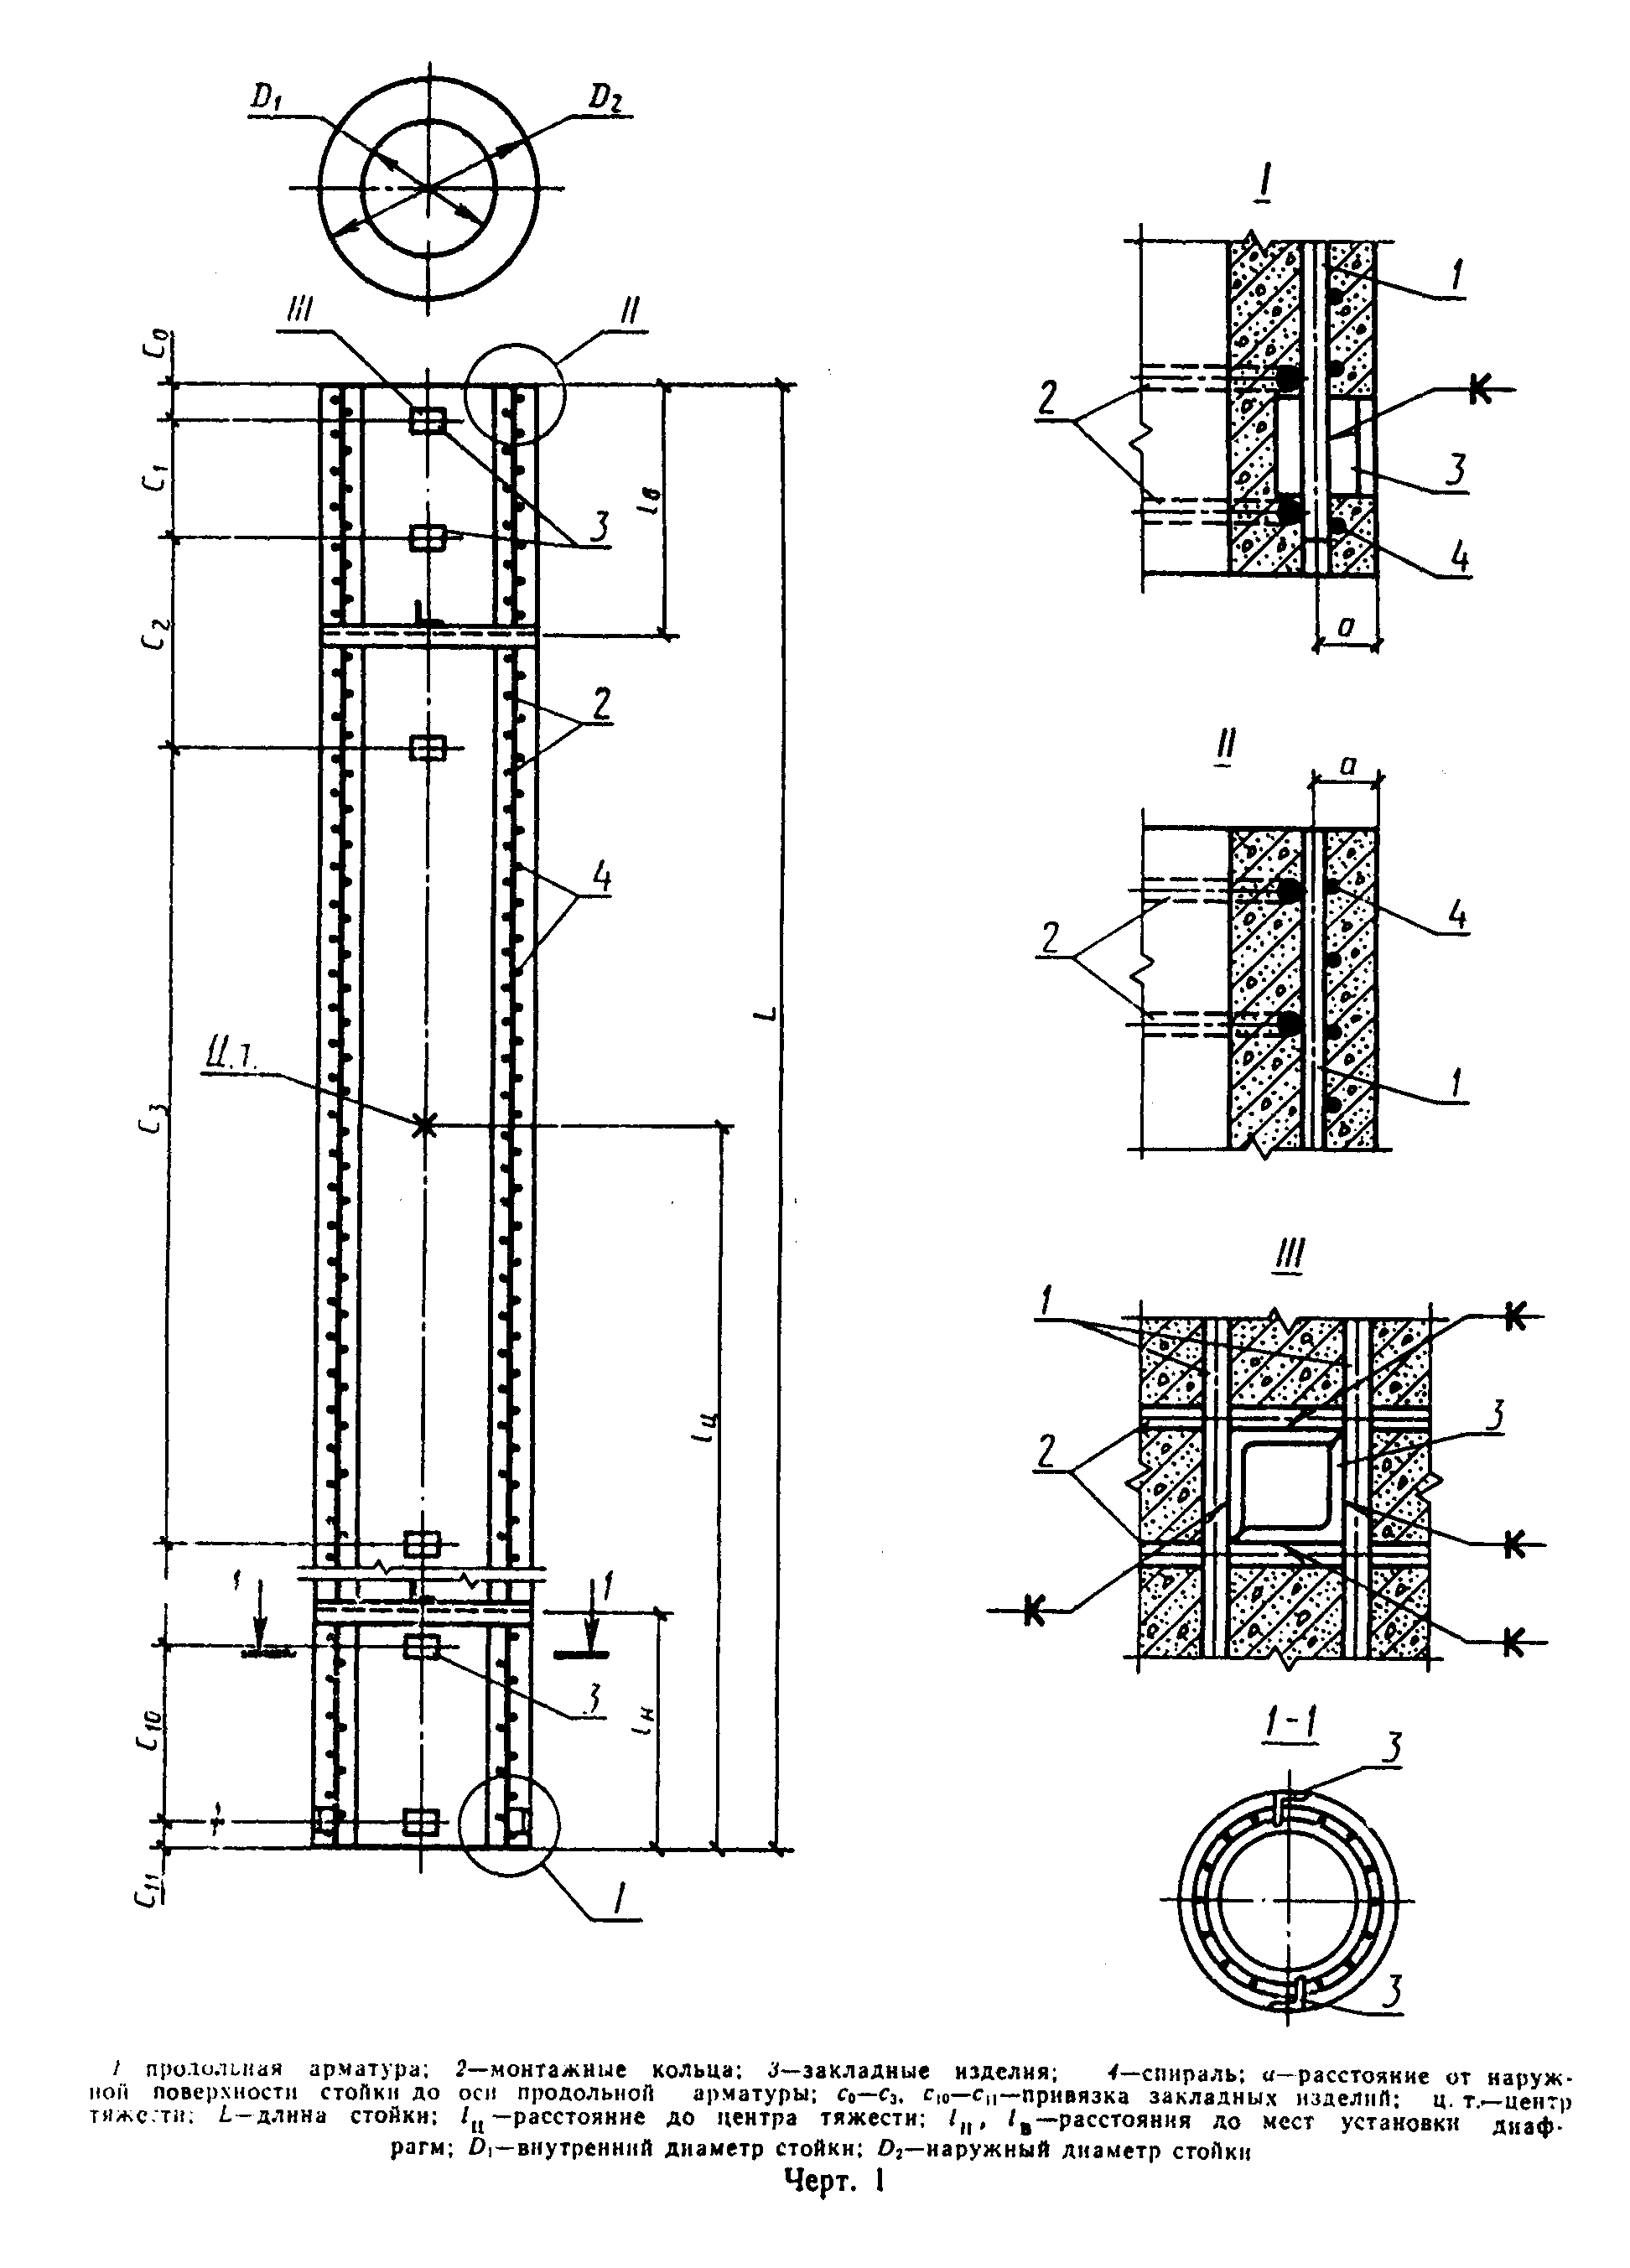 D₁ D₂
III II
I
C₀
1
C₁
2
К
3
lв
3
4
C₂
а
2
II
а
4
4
2
L
Ц.т.
1
C₃
III
1
К
lц
3
2
1 1
К
К
К
3
C₁₀
lн
1-1
3
C₁₁
I
3
1 продольная арматура; 2—монтажные кольца; 3—закладные изделия; 4—спираль; а—расстояние от наруж-
ной поверхности стойки до оси продольной арматуры; c₀—c₃, c₁₀—c₁₁—привязка закладных изделий; ц. т.—центр
тяжести; L—длина стойки; lц—расстояние до центра тяжести; lн, lв—расстояния до мест установки диаф-
рагм; D₁—внутренний диаметр стойки; D₂—наружный диаметр стойки
Черт. 1